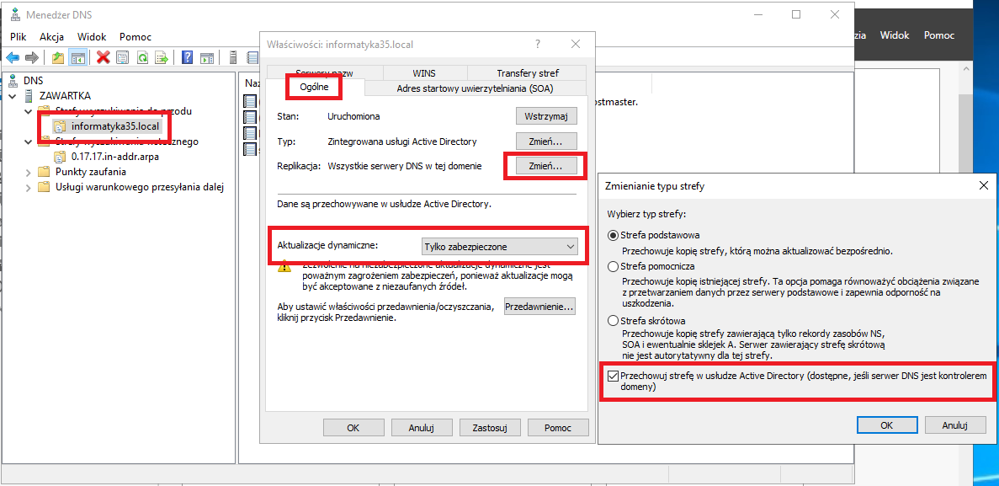 Menedżer DNS
Plik Akcja Widok Pomoc
DNS
ZAWARTKA
Strefy wyszukiwania do przodu
informatyka35.local
Strefy wyszukiwania wstecznego
0.17.17.in-addr.arpa
Punkty zaufania
Usługi warunkowego przesyłania dalej
Naz
Właściwości: informatyka35.local
Serwery nazw WINS Transfery stref
Ogólne Adres startowy uwierzytelniania (SOA)
Stan: Uruchomiona Wstrzymaj
Typ: Zintegrowana usługi Active Directory Zmień...
Replikacja: Wszystkie serwery DNS w tej domenie Zmień...
Dane są przechowywane w usłudze Active Directory.
Aktualizacje dynamiczne: Tylko zabezpieczone
Zezwolenie na niezabezpieczone aktualizacje dynamiczne jest
poważnym zagrożeniem zabezpieczeń, ponieważ aktualizacje mogą
być akceptowane z niezaufanych źródeł.
Aby ustawić właściwości przedawnienia/oczyszczania,
kliknij przycisk Przedawnienie.
Przedawnienie...
OK Anuluj Zastosuj Pomoc
ostmaster.
zia Widok Pomoc
Zmienianie typu strefy
Wybierz typ strefy:
Strefa podstawowa
Przechowuje kopię strefy, którą można aktualizować bezpośrednio.
Strefa pomocnicza
Przechowuje kopię istniejącej strefy. Ta opcja pomaga równoważyć obciążenia związane
z przetwarzaniem danych przez serwery podstawowe i zapewnia odporność na
uszkodzenia.
Strefa skrótowa
Przechowuje kopię strefy zawierającą tylko rekordy zasobów NS,
SOA i ewentualnie sklejek A. Serwer zawierający strefę skrótową
nie jest autorytatywny dla tej strefy.
Przechowuj strefę w usłudze Active Directory (dostępne, jeśli serwer DNS jest kontrolerem
domeny)
OK Anuluj